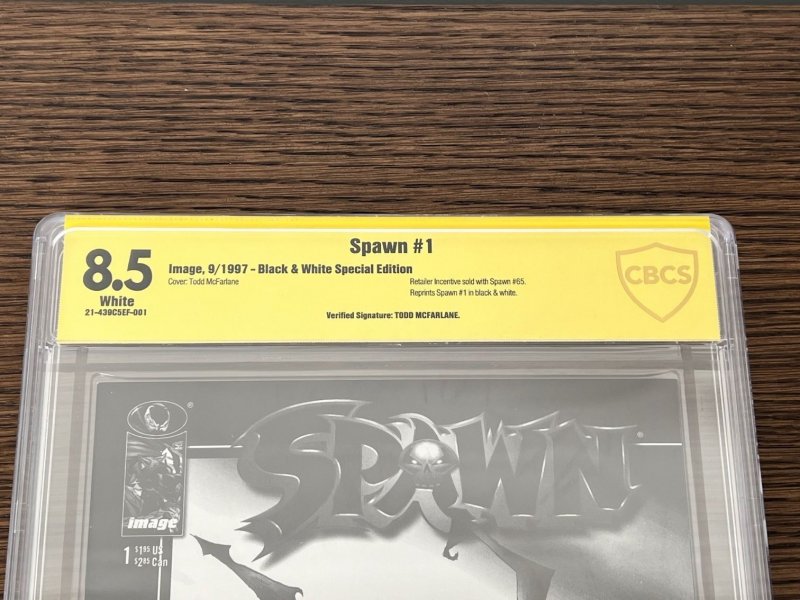 Spawn #1
8.5
White
21-439C5EF-001
Image, 9/1997 - Black & White Special Edition
Cover: Todd McFarlane
Retailer Incentive sold with Spawn #65.
Reprints Spawn #1 in black & white.
Verified Signature: TODD MCFARLANE.
CBCS
SPAWN
image
1 $1.95 US
$2.85 Can